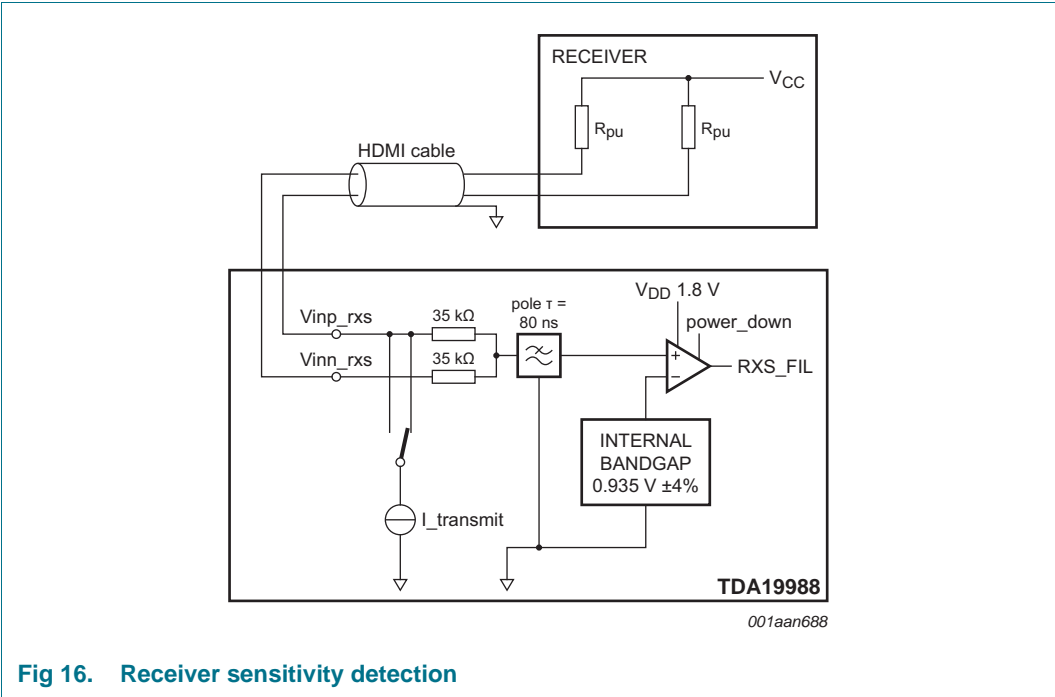 RECEIVER
VCC
Rpu
Rpu
HDMI cable
VDD 1.8 V
pole τ =
80 ns
power_down
Vinp_rxs
35 kΩ
Vinn_rxs
35 kΩ
+
−
RXS_FIL
INTERNAL
BANDGAP
0.935 V ±4%
I_transmit
TDA19988
001aan688
Fig 16. Receiver sensitivity detection